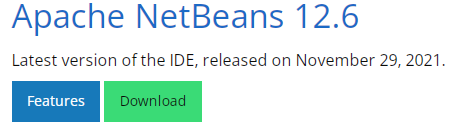 Apache NetBeans 12.6
Latest version of the IDE, released on November 29, 2021.
Features Download